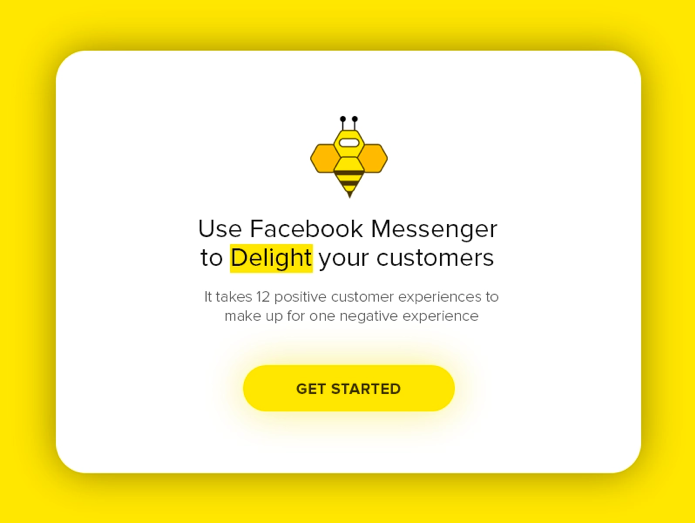 Use Facebook Messenger
to Delight your customers
It takes 12 positive customer experiences to
make up for one negative experience
GET STARTED